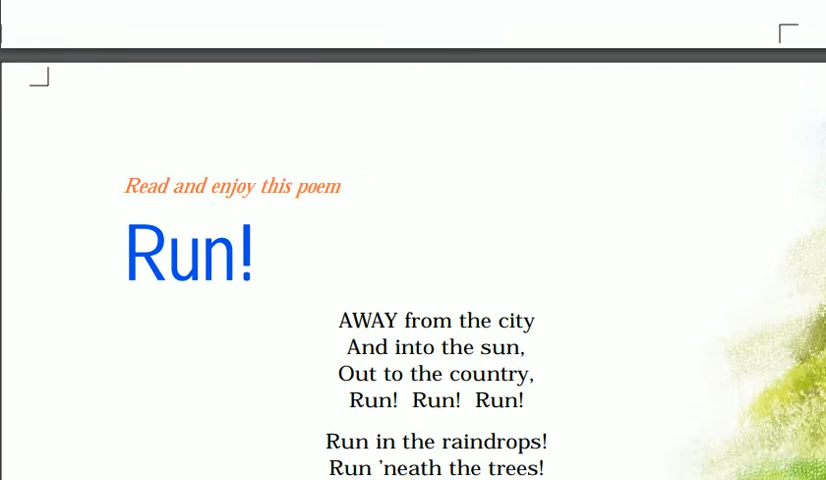 Read and enjoy this poem
Run!
AWAY from the city
And into the sun,
Out to the country,
Run! Run! Run!
Run in the raindrops!
Run ’neath the trees!